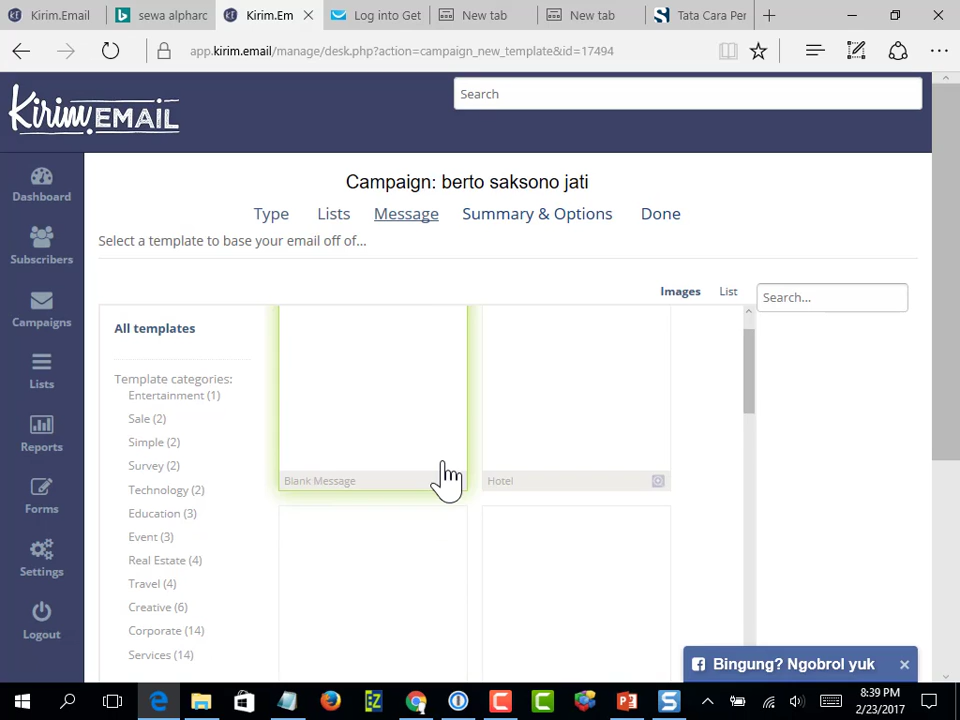 Kirim.Email
sewa alpharc
Kirim.Em
Log into Get
New tab
New tab
Tata Cara Per
app.kirim.email/manage/desk.php?action=campaign_new_template&id=17494
Kirim.EMAIL
Search
Dashboard
Subscribers
Campaigns
Lists
Reports
Forms
Settings
Logout
Campaign: berto saksono jati
Type Lists Message Summary & Options Done
Select a template to base your email off of...
Images List Search...
All templates
Template categories:
Entertainment (1)
Sale (2)
Simple (2)
Survey (2)
Technology (2)
Education (3)
Event (3)
Real Estate (4)
Travel (4)
Creative (6)
Corporate (14)
Services (14)
Blank Message
Hotel
Bingung? Ngobrol yuk
8:39 PM
2/23/2017